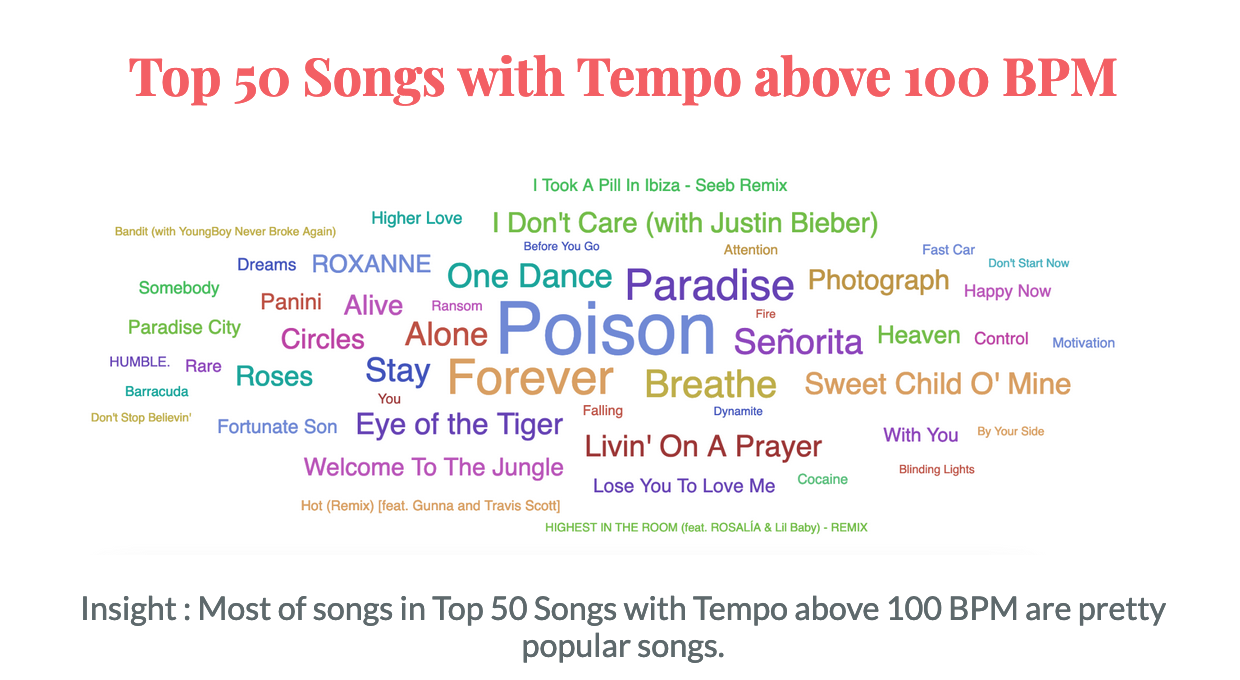 Top 50 Songs with Tempo above 100 BPM
I Took A Pill In Ibiza - Seeb Remix
Higher Love
I Don't Care (with Justin Bieber)
Bandit (with YoungBoy Never Broke Again)
Before You Go
Attention
Fast Car
Dreams
ROXANNE
One Dance
Paradise
Photograph
Don't Start Now
Somebody
Panini
Alive
Ransom
Poison
Fire
Happy Now
Paradise City
Circles
Alone
Señorita
Heaven
Control
Motivation
HUMBLE.
Rare
Roses
Stay
Forever
Breathe
Sweet Child O' Mine
Barracuda
You
Falling
Dynamite
Don't Stop Believin'
Fortunate Son
Eye of the Tiger
Livin' On A Prayer
With You
By Your Side
Welcome To The Jungle
Blinding Lights
Lose You To Love Me
Cocaine
Hot (Remix) [feat. Gunna and Travis Scott]
HIGHEST IN THE ROOM (feat. ROSALÍA & Lil Baby) - REMIX
Insight : Most of songs in Top 50 Songs with Tempo above 100 BPM are pretty
popular songs.